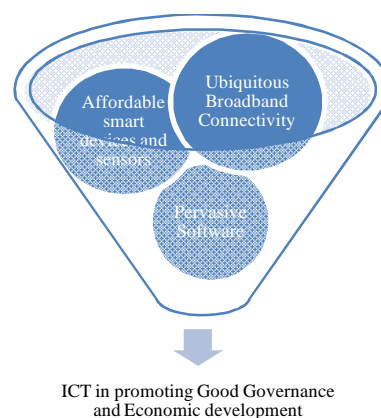 Affordable
smart
devices and
sensors
Ubiquitous
Broadband
Connectivity
Pervasive
Software
ICT in promoting Good Governance
and Economic development